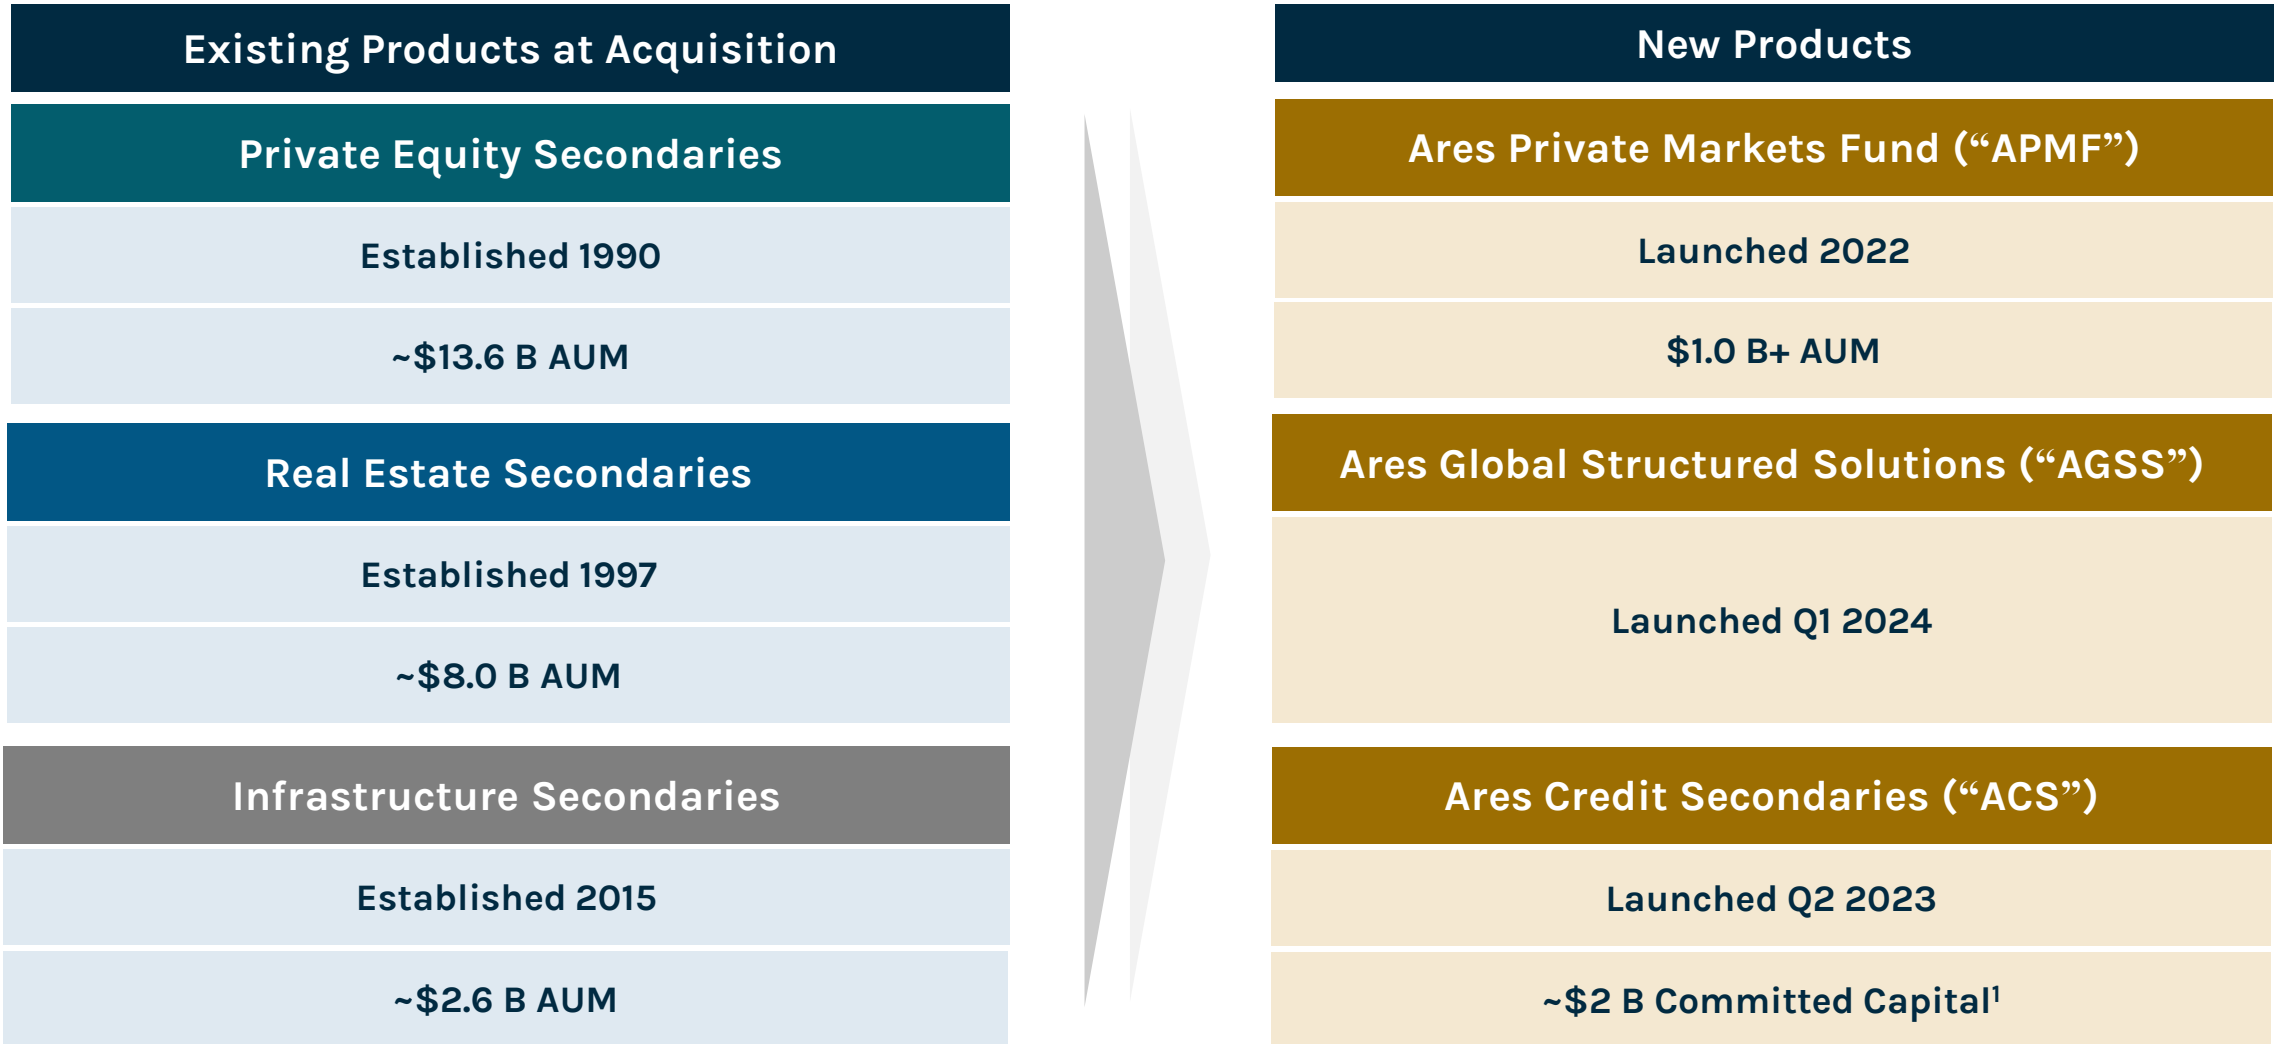 Existing Products at Acquisition
Private Equity Secondaries
Established 1990
~$13.6 B AUM
Real Estate Secondaries
Established 1997
~$8.0 B AUM
Infrastructure Secondaries
Established 2015
~$2.6 B AUM
New Products
Ares Private Markets Fund (“APMF”)
Launched 2022
$1.0 B+ AUM
Ares Global Structured Solutions (“AGSS”)
Launched Q1 2024
Ares Credit Secondaries (“ACS”)
Launched Q2 2023
~$2 B Committed Capital¹